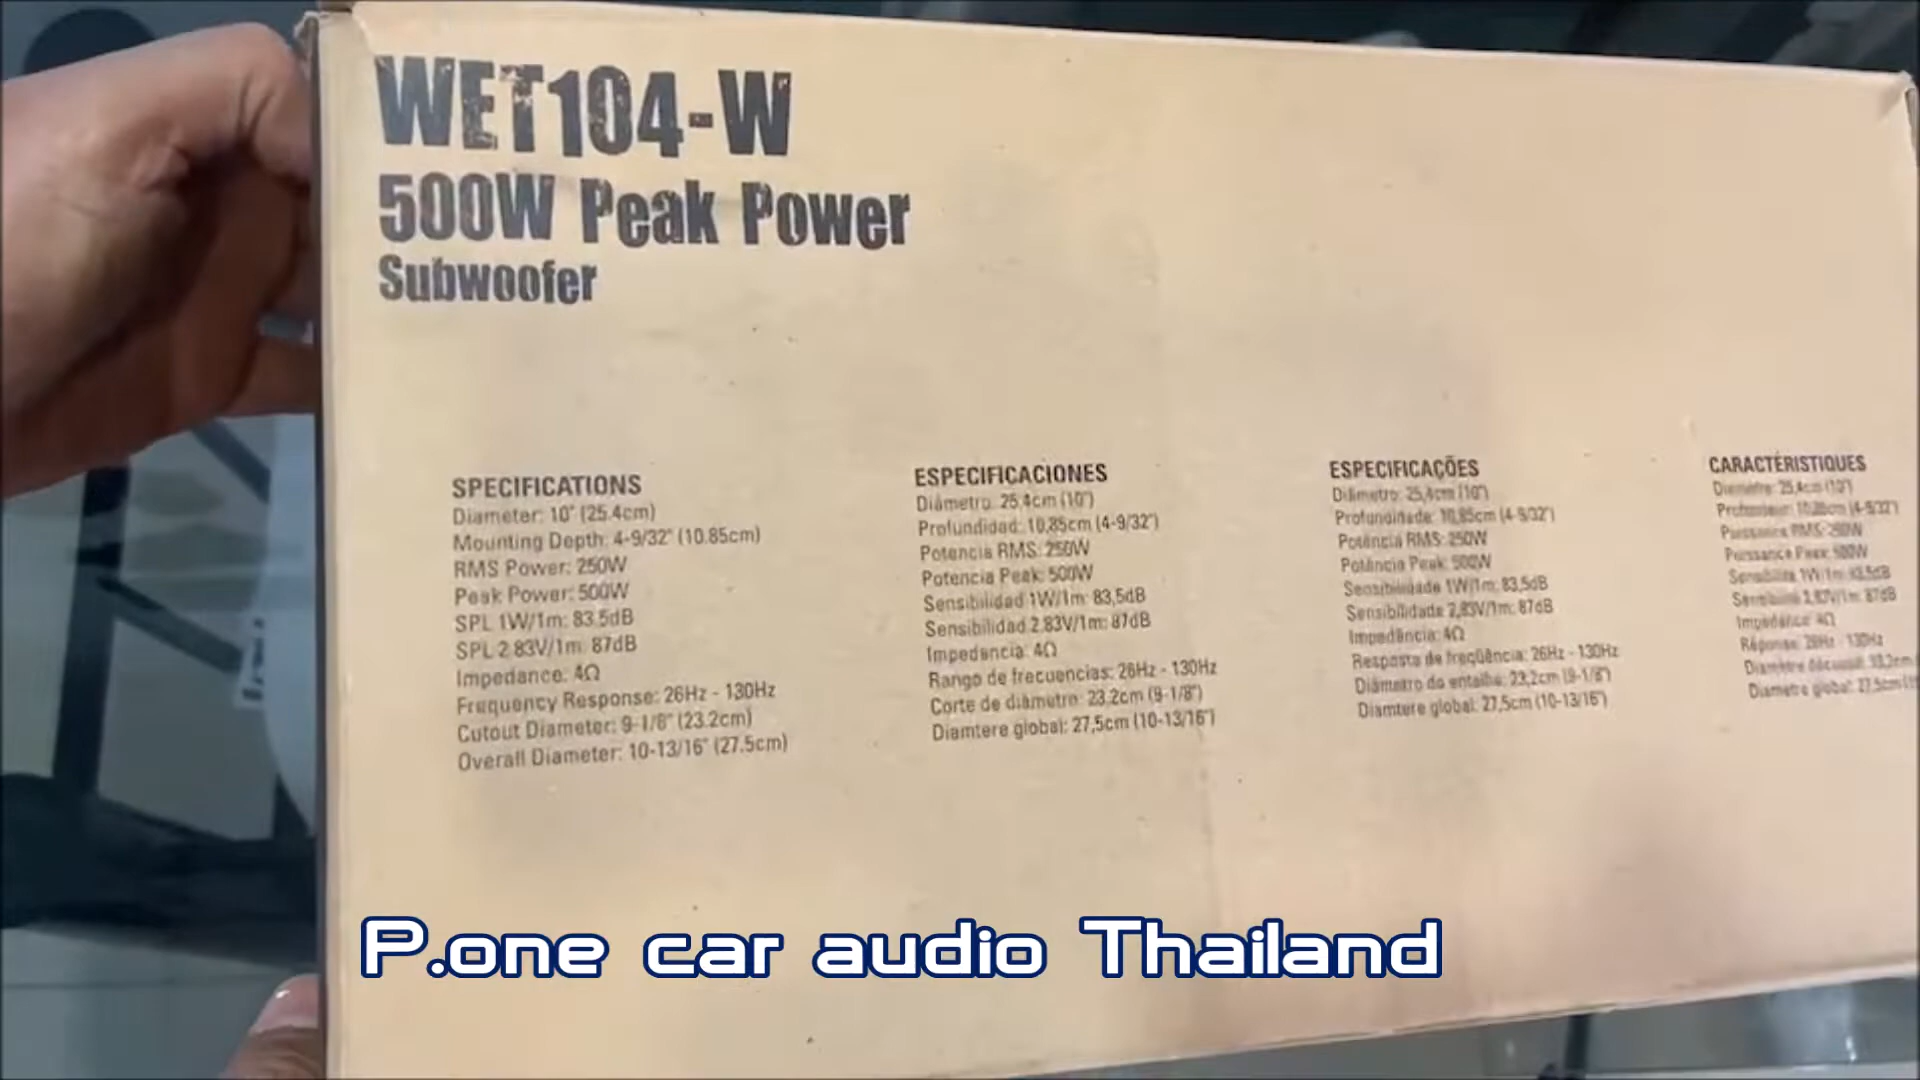 WET104-W
500W Peak Power
Subwoofer
SPECIFICATIONS
Diameter: 10" (25.4cm)
Mounting Depth: 4-9/32" (10.85cm)
RMS Power: 250W
Peak Power: 500W
SPL 1W/1m: 83.5dB
SPL 2.83V/1m: 87dB
Impedance: 4Ω
Frequency Response: 26Hz - 130Hz
Cutout Diameter: 9-1/8" (23.2cm)
Overall Diameter: 10-13/16" (27.5cm)
ESPECIFICACIONES
Diámetro: 25.4cm (10")
Profundidad: 10,85cm (4-9/32")
Potencia RMS: 250W
Potencia Peak: 500W
Sensibilidad 1W/1m: 83,5dB
Sensibilidad 2,83V/1m: 87dB
Impedancia: 4Ω
Rango de frecuencias: 26Hz - 130Hz
Corte de diámetro: 23,2cm (9-1/8")
Diamtere global: 27,5cm (10-13/16")
ESPECIFICAÇÕES
Diâmetro: 25,4cm (10")
Profundidade: 10,85cm (4-9/32")
Potência RMS: 250W
Potência Peak: 500W
Sensibilidade 1W/1m: 83,5dB
Sensibilidade 2,83V/1m: 87dB
Impedância: 4Ω
Resposta de freqüência: 26Hz - 130Hz
Diâmetro do entalhe: 23,2cm (9-1/8")
Diamtere global: 27,5cm (10-13/16")
CARACTÉRISTIQUES
Diamètre: 25,4cm (10")
Profondeur: 10,85cm (4-9/32")
Puissance RMS: 250W
Puissance Peak: 500W
Sensibilité 1W/1m: 83,5dB
Sensibilité 2,83V/1m: 87dB
Impédance: 4Ω
Réponse: 26Hz - 130Hz
Diamètre 23,2cm
Diametre global: 27,5cm
P.one car audio Thailand